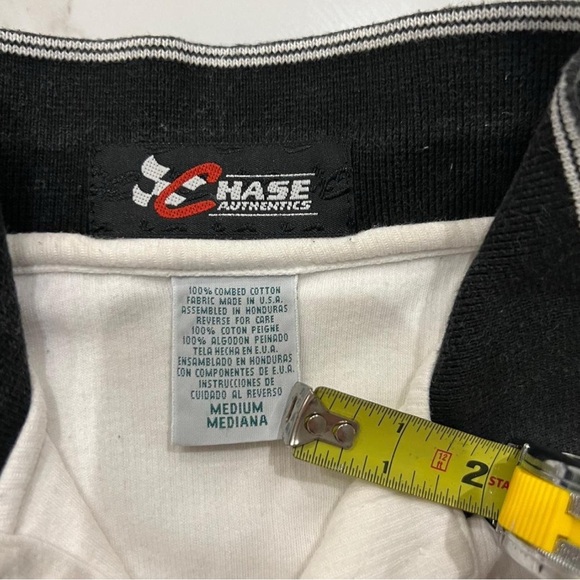 CHASE
AUTHENTICS
100% COMBED COTTON
FABRIC MADE IN U.S.A.
ASSEMBLED IN HONDURAS
REVERSE FOR CARE
100% COTON PEIGNE
100% ALGODON PEINADO
TELA HECHA EN E.U.A.
ENSAMBLADO EN HONDURAS
CON COMPONENTES DE E.U.A.
INSTRUCCIONES DE
CUIDADO AL REVERSO
MEDIUM
MEDIANA
1
2
STA
1
12